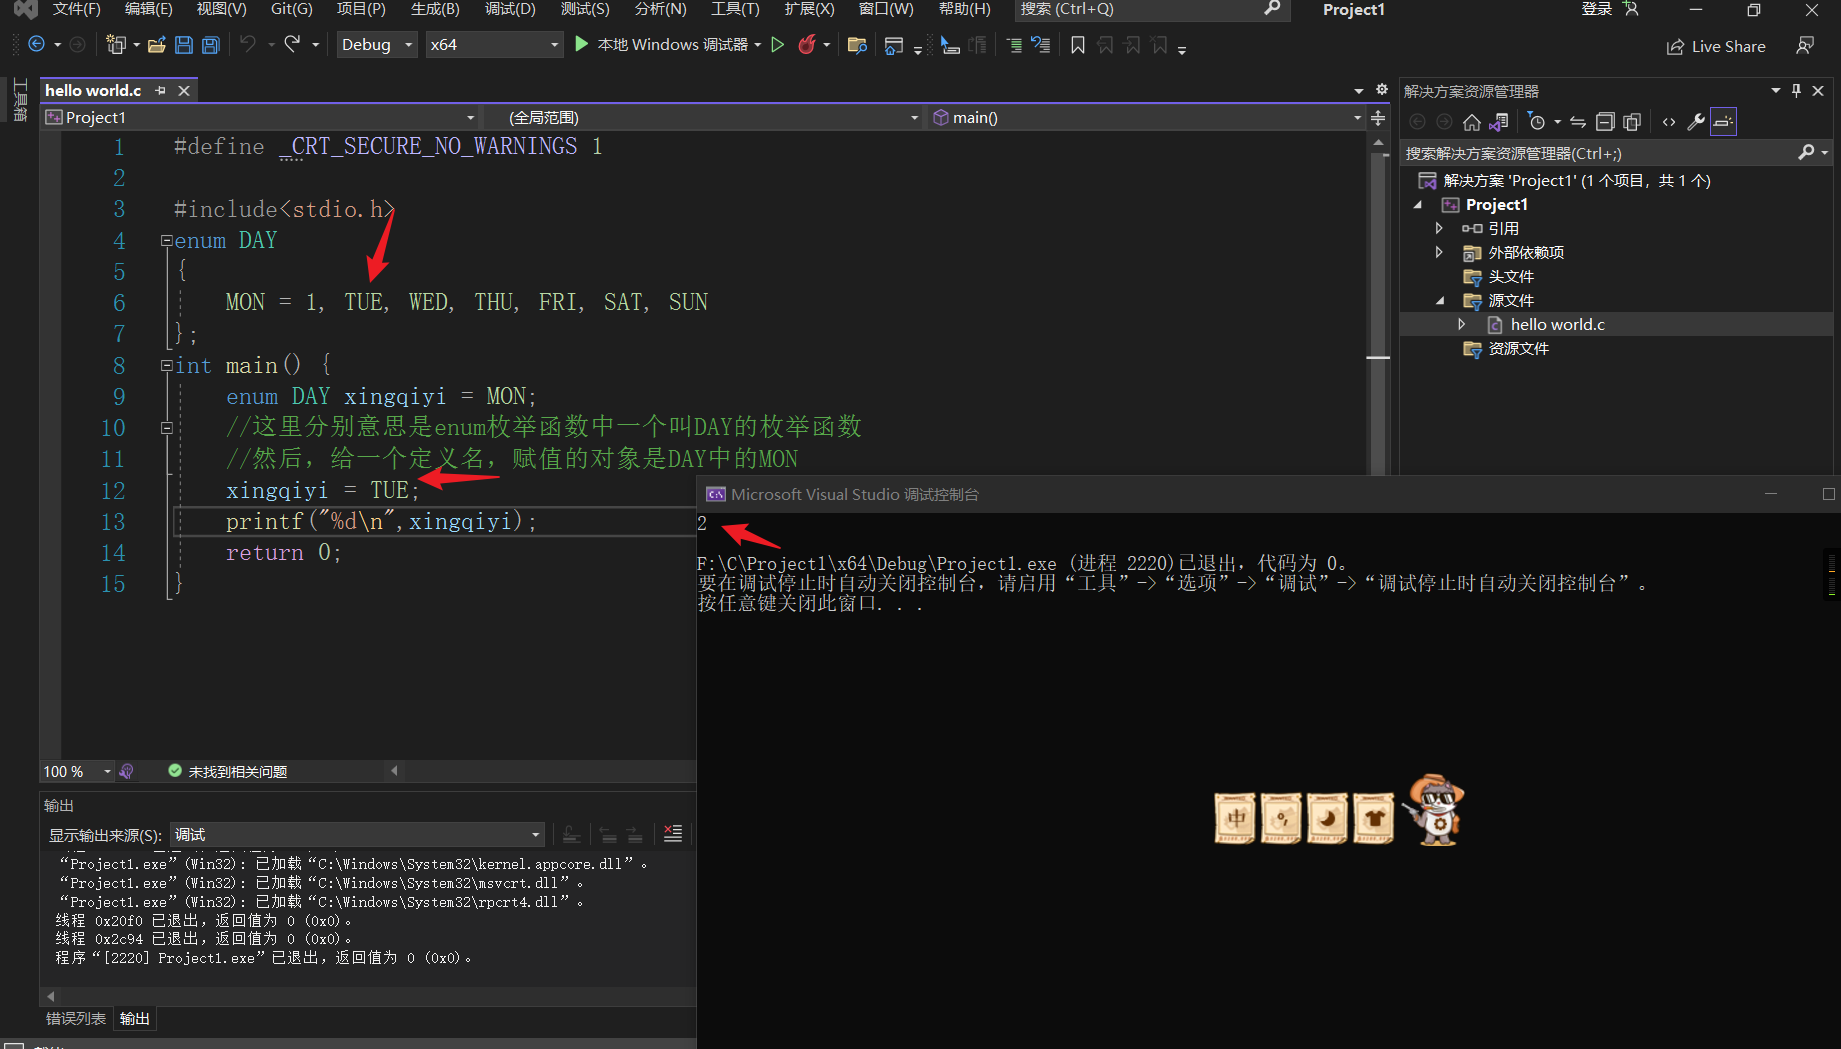 文件(F) 编辑(E) 视图(V) Git(G) 项目(P) 生成(B) 调试(D) 测试(S) 分析(N) 工具(T) 扩展(X) 窗口(W) 帮助(H) 搜索 (Ctrl+Q) Project1 登录
Debug x64 本地 Windows 调试器 Live Share
工具箱
hello world.c
Project1 (全局范围) main()
1 #define _CRT_SECURE_NO_WARNINGS 1
2
3 #include<stdio.h>
4 enum DAY
5 {
6 MON = 1, TUE, WED, THU, FRI, SAT, SUN
7 };
8 int main() {
9 enum DAY xingqiyi = MON;
10 //这里分别意思是enum枚举函数中一个叫DAY的枚举函数
11 //然后，给一个定义名，赋值的对象是DAY中的MON
12 xingqiyi = TUE;
13 printf("%d\n",xingqiyi);
14 return 0;
15 }
100 % 未找到相关问题
输出
显示输出来源(S): 调试
“Project1.exe”(Win32): 已加载“C:\Windows\System32\kernel.appcore.dll”。
“Project1.exe”(Win32): 已加载“C:\Windows\System32\msvcrt.dll”。
“Project1.exe”(Win32): 已加载“C:\Windows\System32\rpcrt4.dll”。
线程 0x20f0 已退出，返回值为 0 (0x0)。
线程 0x2c94 已退出，返回值为 0 (0x0)。
程序“[2220] Project1.exe”已退出，返回值为 0 (0x0)。
错误列表 输出
解决方案资源管理器
搜索解决方案资源管理器(Ctrl+;)
解决方案 'Project1' (1 个项目，共 1 个)
Project1
引用
外部依赖项
头文件
源文件
hello world.c
资源文件
Microsoft Visual Studio 调试控制台
2
F:\C\Project1\x64\Debug\Project1.exe (进程 2220)已退出，代码为 0。
要在调试停止时自动关闭控制台，请启用“工具”->“选项”->“调试”->“调试停止时自动关闭控制台”。
按任意键关闭此窗口. . .
中